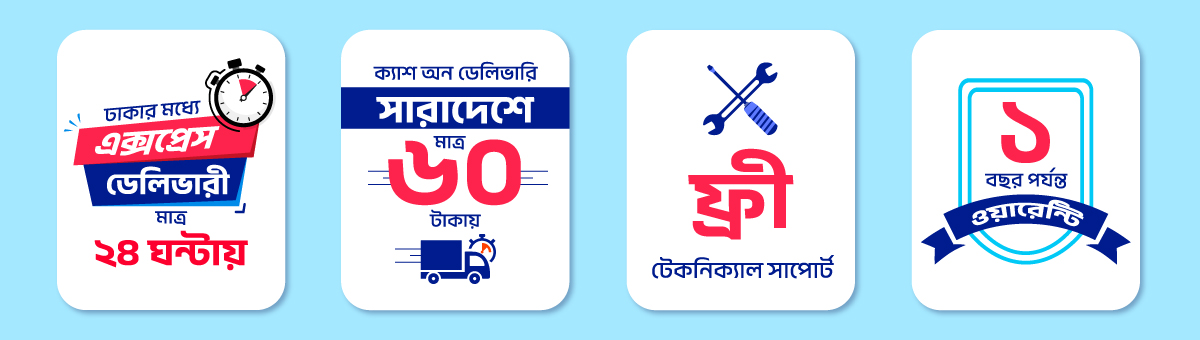 ঢাকার মধ্যে
এক্সপ্রেস
ডেলিভারী
মাত্র
২৪ ঘন্টায়
ক্যাশ অন ডেলিভারি
সারাদেশে
মাত্র
৬০
টাকায়
ফ্রী
টেকনিক্যাল সাপোর্ট
১
বছর পর্যন্ত
ওয়ারেন্টি